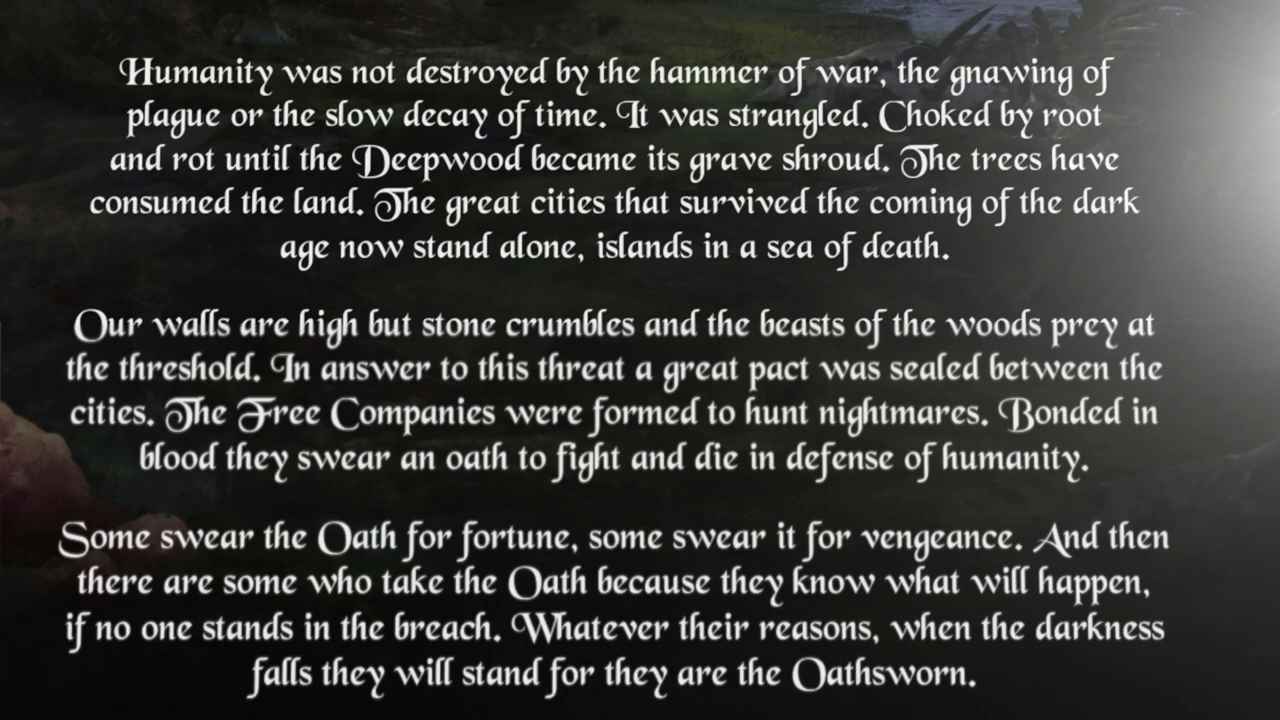 Humanity was not destroyed by the hammer of war, the gnawing of
plague or the slow decay of time. It was strangled. Choked by root
and rot until the Deepwood became its grave shroud. The trees have
consumed the land. The great cities that survived the coming of the dark
age now stand alone, islands in a sea of death.
Our walls are high but stone crumbles and the beasts of the woods prey at
the threshold. In answer to this threat a great pact was sealed between the
cities. The Free Companies were formed to hunt nightmares. Bonded in
blood they swear an oath to fight and die in defense of humanity.
Some swear the Oath for fortune, some swear it for vengeance. And then
there are some who take the Oath because they know what will happen,
if no one stands in the breach. Whatever their reasons, when the darkness
falls they will stand for they are the Oathsworn.